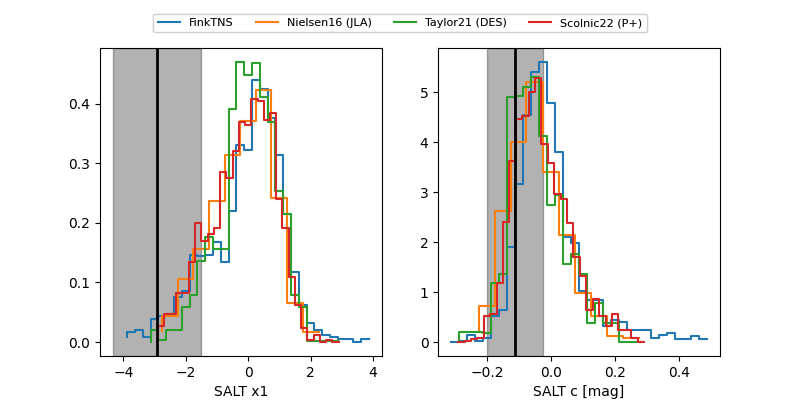 FinkTNS Nielsen16 (JLA) Taylor21 (DES) Scolnic22 (P+)
0.4
0.3
0.2
0.1
0.0
−4 −2 0 2 4
SALT x1
5
4
3
2
1
0
−0.2 0.0 0.2 0.4
SALT c [mag]